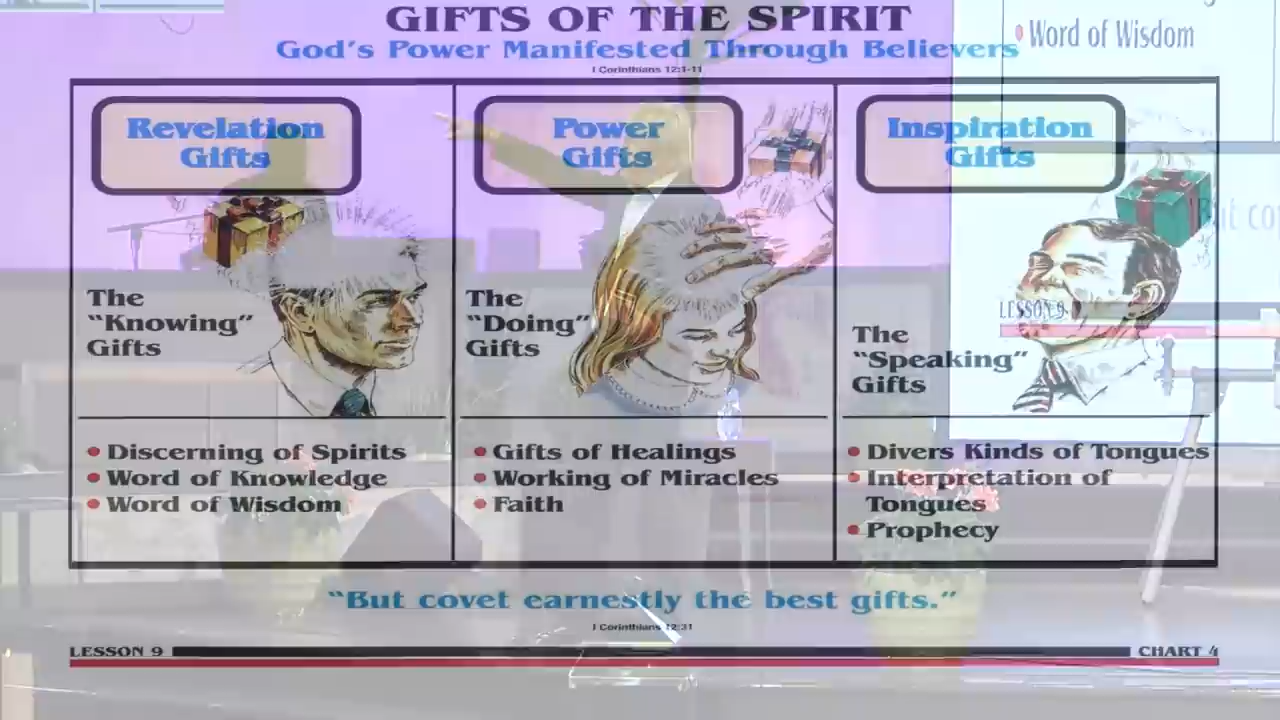 GIFTS OF THE SPIRIT
God's Power Manifested Through Believers
I Corinthians 12:1-11
Word of Wisdom
Revelation
Gifts
Power
Gifts
Inspiration
Gifts
The
"Knowing"
Gifts
The
"Doing"
Gifts
The
"Speaking"
Gifts
LESSON 9
But co
• Discerning of Spirits
• Word of Knowledge
• Word of Wisdom
• Gifts of Healings
• Working of Miracles
• Faith
• Divers Kinds of Tongues
• Interpretation of
Tongues
• Prophecy
"But covet earnestly the best gifts."
I Corinthians 12:31
LESSON 9
CHART 4